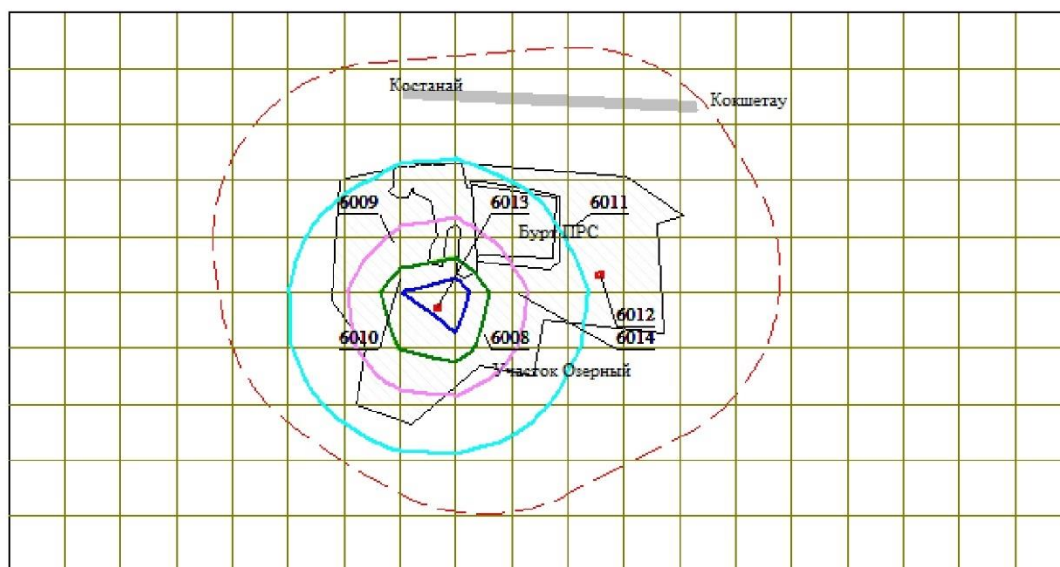 Костанай
Кокшетау
6009
6013
6011
Бурт ПРС
6012
6010
6008
6014
Участок Озерный